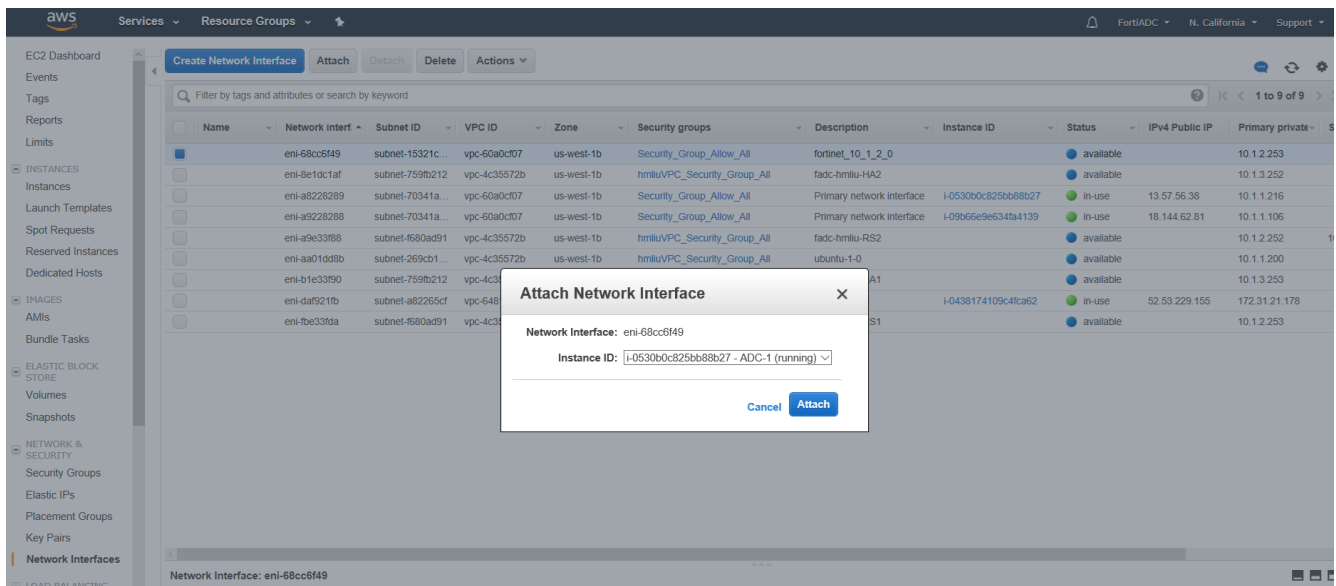 aws Services Resource Groups FortiADC N. California Support
EC2 Dashboard
Events
Tags
Reports
Limits
INSTANCES
Instances
Launch Templates
Spot Requests
Reserved Instances
Dedicated Hosts
IMAGES
AMIs
Bundle Tasks
ELASTIC BLOCK
STORE
Volumes
Snapshots
NETWORK &
SECURITY
Security Groups
Elastic IPs
Placement Groups
Key Pairs
Network Interfaces
LOAD BALANCING
Create Network Interface Attach Detach Delete Actions
Filter by tags and attributes or search by keyword 1 to 9 of 9
Name Network interf Subnet ID VPC ID Zone Security groups Description Instance ID Status IPv4 Public IP Primary private S
eni-68cc6f49 subnet-15321c... vpc-60a0cf07 us-west-1b Security_Group_Allow_All fortinet_10_1_2_0 available 10.1.2.253
eni-8e1dc1af subnet-759fb212 vpc-4c35572b us-west-1b hmliuVPC_Security_Group_All fadc-hmliu-HA2 available 10.1.3.252
eni-a8228289 subnet-70341a... vpc-60a0cf07 us-west-1b Security_Group_Allow_All Primary network interface i-0530b0c825bb88b27 in-use 13.57.56.38 10.1.1.216
eni-a9228288 subnet-70341a... vpc-60a0cf07 us-west-1b Security_Group_Allow_All Primary network interface i-09b66e9e634fa4139 in-use 18.144.62.81 10.1.1.106
eni-a9e33f88 subnet-f680ad91 vpc-4c35572b us-west-1b hmliuVPC_Security_Group_All fadc-hmliu-RS2 available 10.1.2.252 1
eni-aa01dd8b subnet-269cb1... vpc-4c35572b us-west-1b hmliuVPC_Security_Group_All ubuntu-1-0 available 10.1.1.200
eni-b1e33f90 subnet-759fb212 vpc-4c3 A1 available 10.1.3.253
eni-daf921fb subnet-a82265cf vpc-648 i-0438174109c4fca62 in-use 52.53.229.155 172.31.21.178
eni-fbe33fda subnet-f680ad91 vpc-4c3 S1 available 10.1.2.253
Attach Network Interface
Network Interface: eni-68cc6f49
Instance ID: i-0530b0c825bb88b27 - ADC-1 (running)
Cancel Attach
Network Interface: eni-68cc6f49